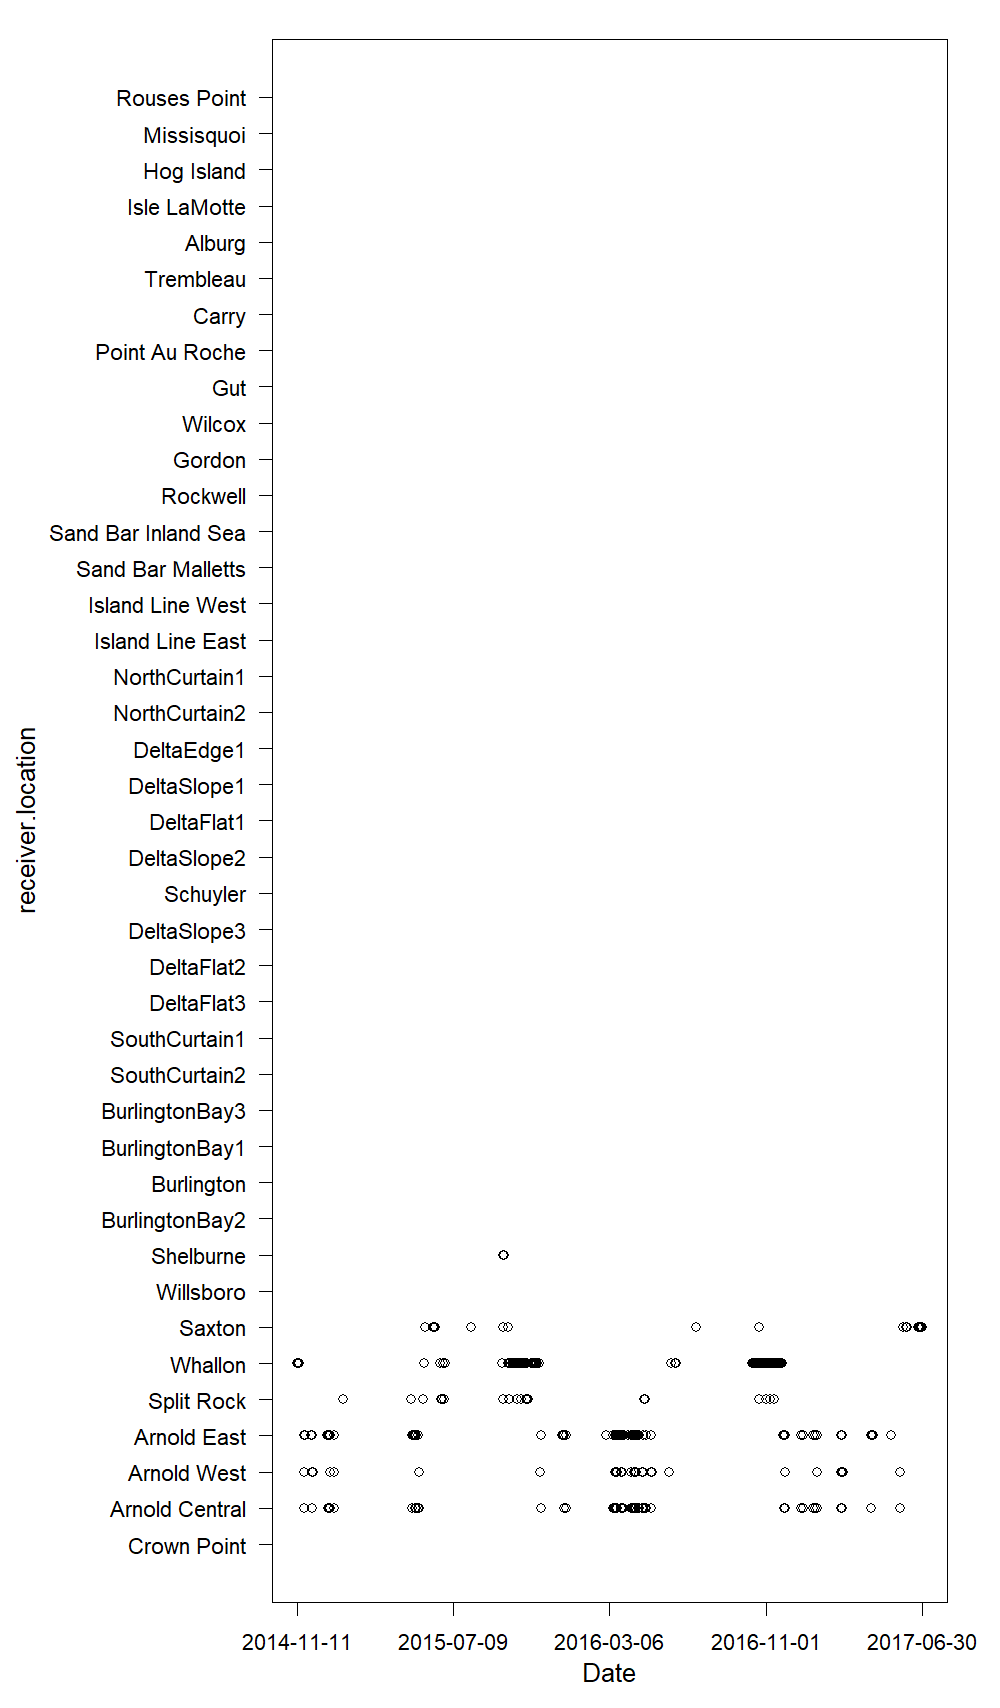 Rouses Point
Missisquoi
Hog Island
Isle LaMotte
Alburg
Trembleau
Carry
Point Au Roche
Gut
Wilcox
Gordon
Rockwell
Sand Bar Inland Sea
Sand Bar Malletts
Island Line West
Island Line East
NorthCurtain1
NorthCurtain2
DeltaEdge1
DeltaSlope1
DeltaFlat1
DeltaSlope2
Schuyler
DeltaSlope3
DeltaFlat2
DeltaFlat3
SouthCurtain1
SouthCurtain2
BurlingtonBay3
BurlingtonBay1
Burlington
BurlingtonBay2
Shelburne
Willsboro
Saxton
Whallon
Split Rock
Arnold East
Arnold West
Arnold Central
Crown Point
receiver.location
2014-11-11 2015-07-09 2016-03-06 2016-11-01 2017-06-30
Date